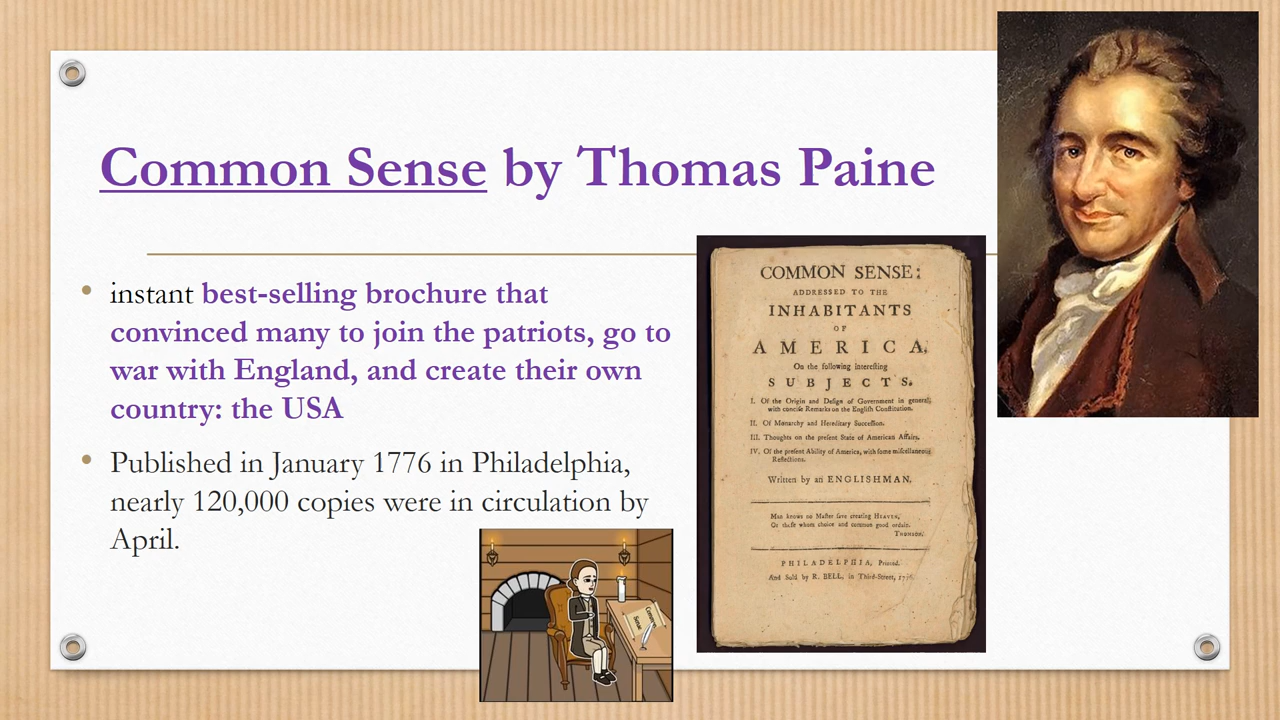 Common Sense by Thomas Paine
• instant best-selling brochure that
convinced many to join the patriots, go to
war with England, and create their own
country: the USA
• Published in January 1776 in Philadelphia,
nearly 120,000 copies were in circulation by
April.
COMMON SENSE:
ADDRESSED TO THE
INHABITANTS
OF
AMERICA,
On the following interesting
SUBJECTS.
I. Of the Origin and Design of Government in general,
with concise Remarks on the English Constitution.
II. Of Monarchy and Hereditary Succession.
III. Thoughts on the present State of American Affairs.
IV. Of the present Ability of America, with some miscellaneous
Reflections.
Written by an ENGLISHMAN.
Man knows no Master save creating HEAVEN,
Or those whom choice and common good ordain.
THOMSON.
PHILADELPHIA, Printed.
And Sold by R. BELL, in Third-Street,
Common
Sense